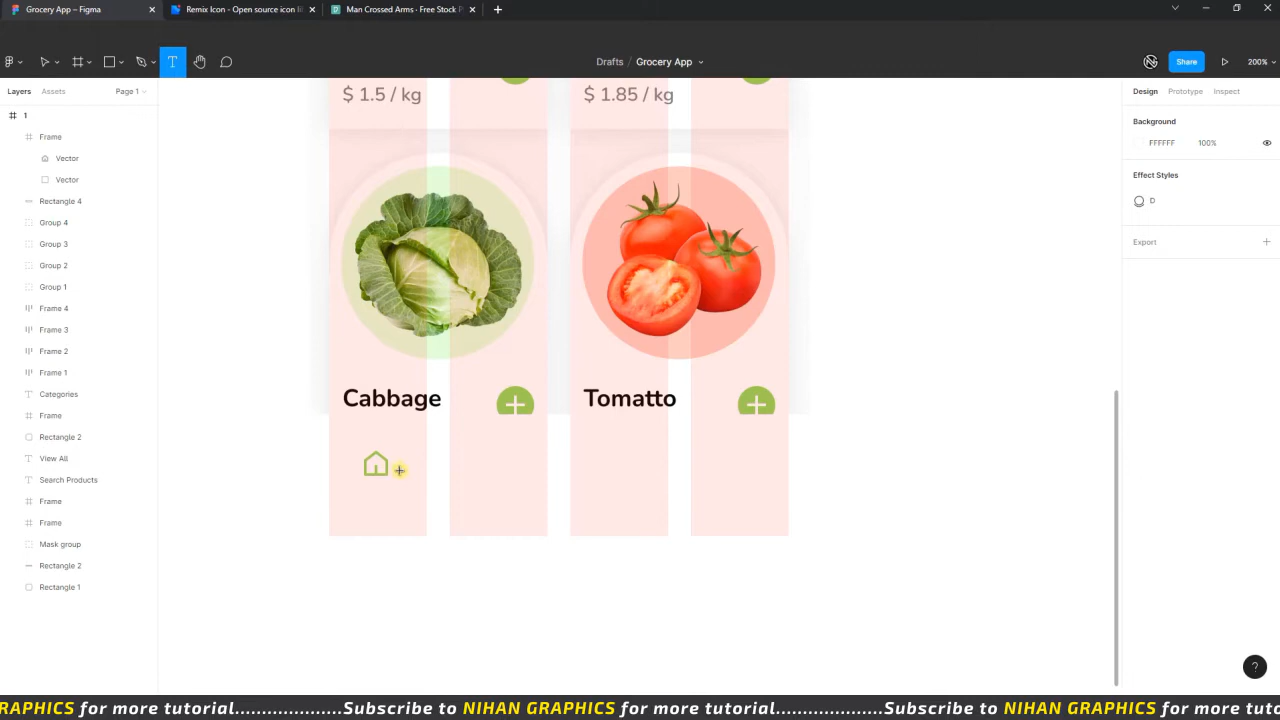 Grocery App – Figma
Remix Icon - Open source icon li
Man Crossed Arms · Free Stock P
Drafts / Grocery App
Share
200%
Layers
Assets
Page 1
Design
Prototype
Inspect
1
Background
Frame
FFFFFF 100%
Vector
Vector
Effect Styles
Rectangle 4
D
Group 4
Group 3
Export
Group 2
Group 1
Frame 4
Frame 3
Frame 2
Frame 1
Categories
Frame
Rectangle 2
View All
Search Products
Frame
Frame
Mask group
Rectangle 2
Rectangle 1
$ 1.5 / kg
$ 1.85 / kg
Cabbage
Tomatto
?
GRAPHICS for more tutorial......................Subscribe to NIHAN GRAPHICS for more tutorial......................Subscribe to NIHAN GRAPHICS for more tuto